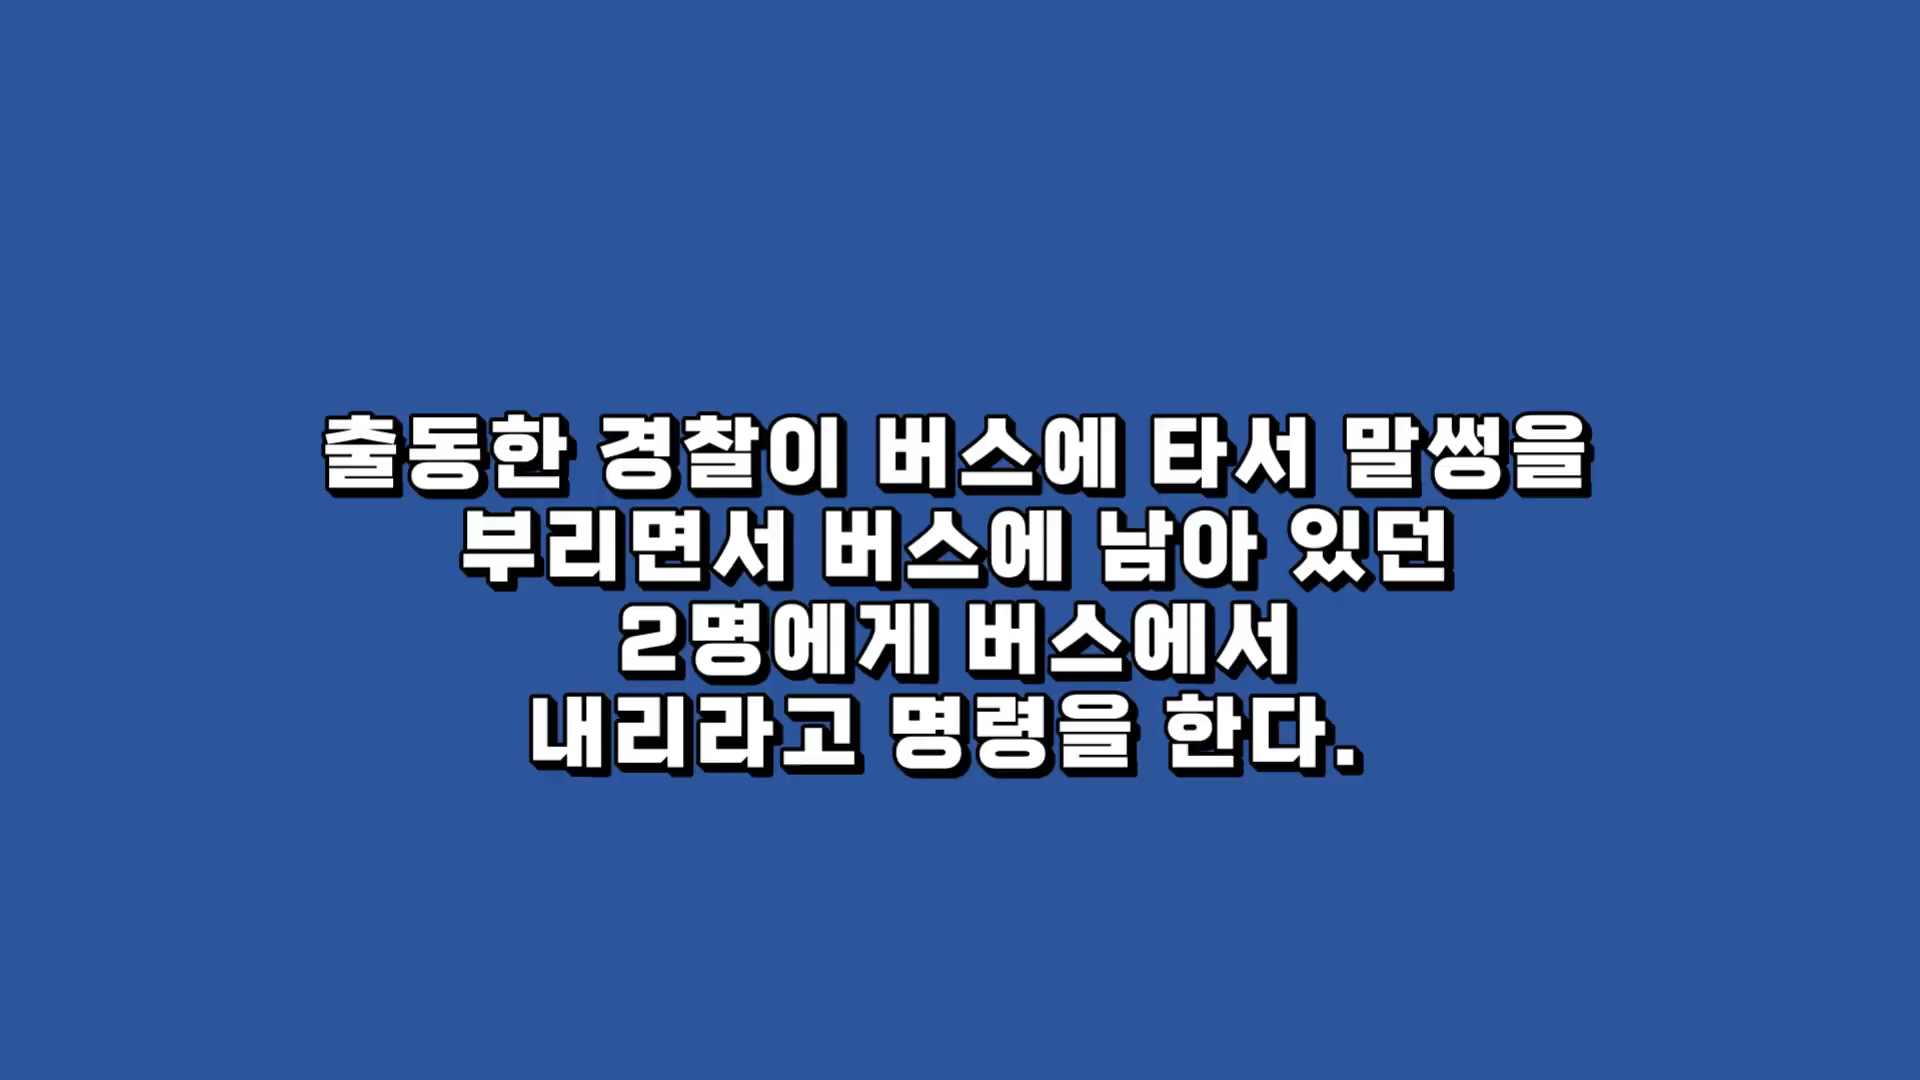 출동한 경찰이 버스에 타서 말썽을
부리면서 버스에 남아 있던
2명에게 버스에서
내리라고 명령을 한다.